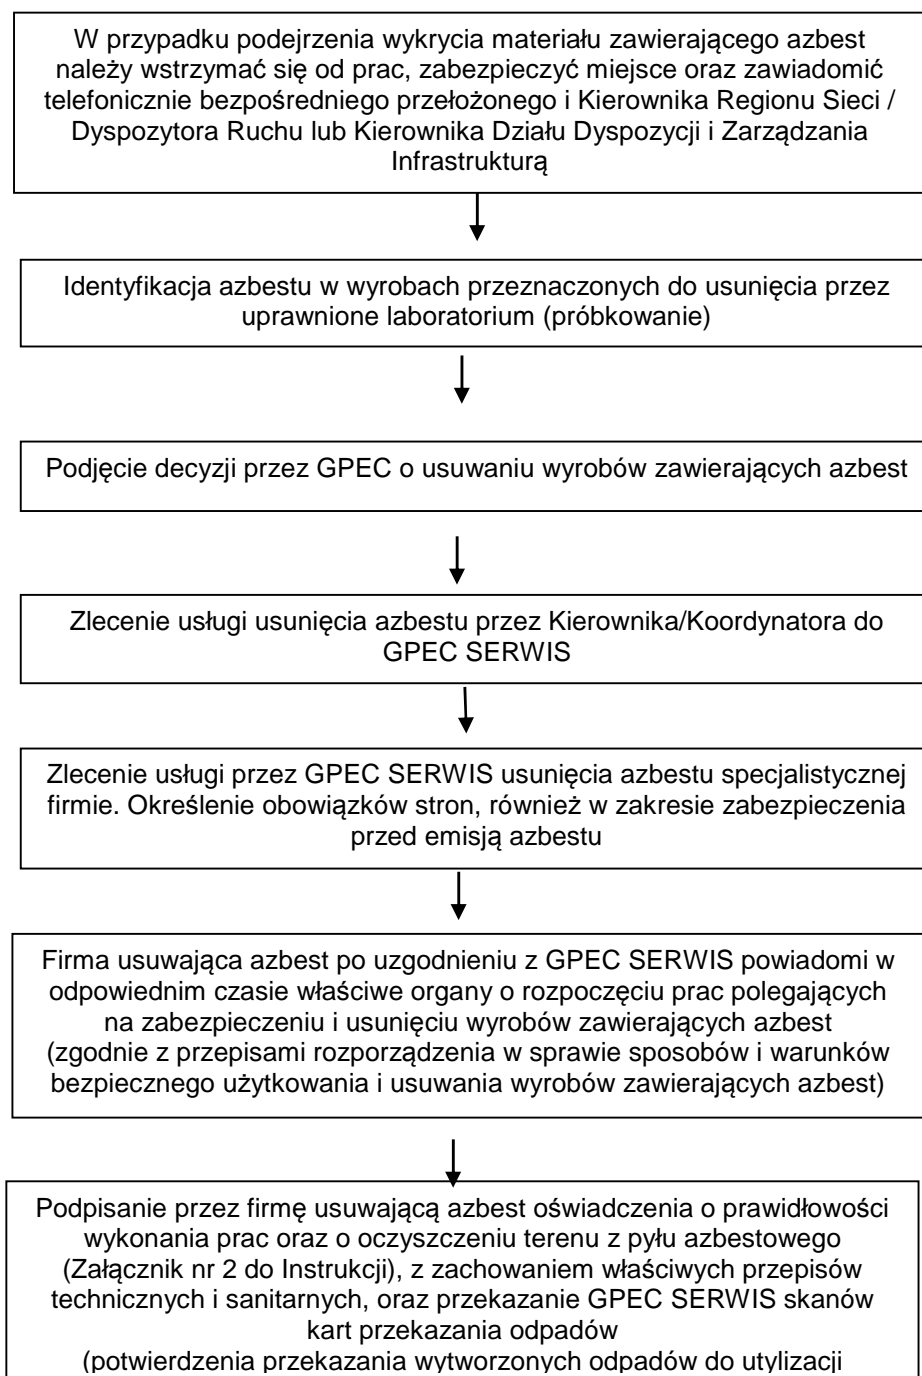 W przypadku podejrzenia wykrycia materiału zawierającego azbest
należy wstrzymać się od prac, zabezpieczyć miejsce oraz zawiadomić
telefonicznie bezpośredniego przełożonego i Kierownika Regionu Sieci /
Dyspozytora Ruchu lub Kierownika Działu Dyspozycji i Zarządzania
Infrastrukturą
Identyfikacja azbestu w wyrobach przeznaczonych do usunięcia przez
uprawnione laboratorium (próbkowanie)
Podjęcie decyzji przez GPEC o usuwaniu wyrobów zawierających azbest
Zlecenie usługi usunięcia azbestu przez Kierownika/Koordynatora do
GPEC SERWIS
Zlecenie usługi przez GPEC SERWIS usunięcia azbestu specjalistycznej
firmie. Określenie obowiązków stron, również w zakresie zabezpieczenia
przed emisją azbestu
Firma usuwająca azbest po uzgodnieniu z GPEC SERWIS powiadomi w
odpowiednim czasie właściwe organy o rozpoczęciu prac polegających
na zabezpieczeniu i usunięciu wyrobów zawierających azbest
(zgodnie z przepisami rozporządzenia w sprawie sposobów i warunków
bezpiecznego użytkowania i usuwania wyrobów zawierających azbest)
Podpisanie przez firmę usuwającą azbest oświadczenia o prawidłowości
wykonania prac oraz o oczyszczeniu terenu z pyłu azbestowego
(Załącznik nr 2 do Instrukcji), z zachowaniem właściwych przepisów
technicznych i sanitarnych, oraz przekazanie GPEC SERWIS skanów
kart przekazania odpadów
(potwierdzenia przekazania wytworzonych odpadów do utylizacji